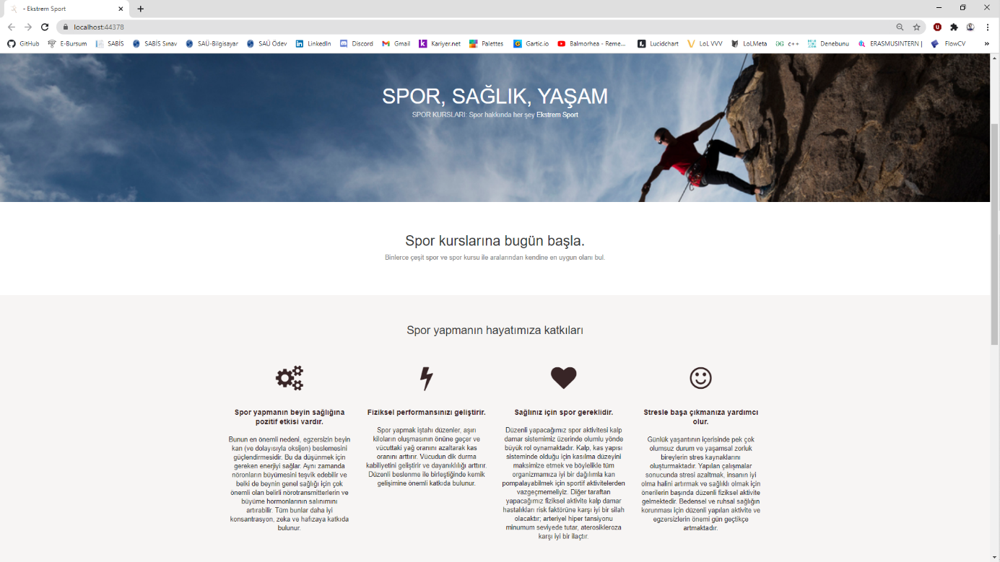 - Ekstrem Sport
localhost:44378
GitHub E-Bursum SABİS SABİS Sınav SAÜ-Bilgisayar SAÜ Ödev LinkedIn Discord Gmail Kariyer.net Palettes Gartic.io Balmorhea - Reme... Lucidchart LoL VVV LoLMeta c++ Denebunu ERASMUSINTERN | FlowCV »
SPOR, SAĞLIK, YAŞAM
SPOR KURSLARI: Spor hakkında her şey Ekstrem Sport
Spor kurslarına bugün başla.
Binlerce çeşit spor ve spor kursu ile aralarından kendine en uygun olanı bul.
Spor yapmanın hayatımıza katkıları
Spor yapmanın beyin sağlığına
pozitif etkisi vardır.
Bunun en önemli nedeni, egzersizin beyin
kan (ve dolayısıyla oksijen) beslemesini
güçlendirmesidir. Bu da düşünmek için
gereken enerjiyi sağlar. Aynı zamanda
nöronların büyümesini teşvik edebilir ve
belki de beynin genel sağlığı için çok
önemli olan belirli nörotransmitterlerin ve
büyüme hormonlarının salınımını
artırabilir. Tüm bunlar daha iyi
konsantrasyon, zeka ve hafızaya katkıda
bulunur.
Fiziksel performansınızı geliştirir.
Spor yapmak iştahı düzenler, aşırı
kiloların oluşmasının önüne geçer ve
vücuttaki yağ oranını azaltarak kas
oranını arttırır. Vücudun dik durma
kabiliyetini geliştirir ve dayanıklılığı arttırır.
Düzenli beslenme ile birleştiğinde kemik
gelişimine önemli katkıda bulunur.
Sağlınız için spor gereklidir.
Düzenli yapacağımız spor aktivitesi kalp
damar sistemimiz üzerinde olumlu yönde
büyük rol oynamaktadır. Kalp, kas yapısı
sisteminde olduğu için kasılma düzeyini
maksimize etmek ve böylelikle tüm
organmamıza iyi bir dağılımla kan
pompalayabilmek için sportif aktivitelerden
vazgeçmemeliyiz. Diğer taraftan
yapacağımız fiziksel aktivite kalp damar
hastalıkları risk faktörüne karşı iyi bir silah
olacaktır; arteriyel hiper tansiyonu
minumum seviyede tutar, aterosikleroza
karşı iyi bir ilaçtır.
Stresle başa çıkmanıza yardımcı
olur.
Günlük yaşantının içerisinde pek çok
olumsuz durum ve yaşamsal zorluk
bireylerin stres kaynaklarını
oluşturmaktadır. Yapılan çalışmalar
sonucunda stresi azaltmak, insanın iyi
olma halini artırmak ve sağlıklı olmak için
önerilerin başında düzenli fiziksel aktivite
gelmektedir. Bedensel ve ruhsal sağlığın
korunması için düzenli yapılan aktivite ve
egzersizlerin önemi gün geçtikçe
artmaktadır.